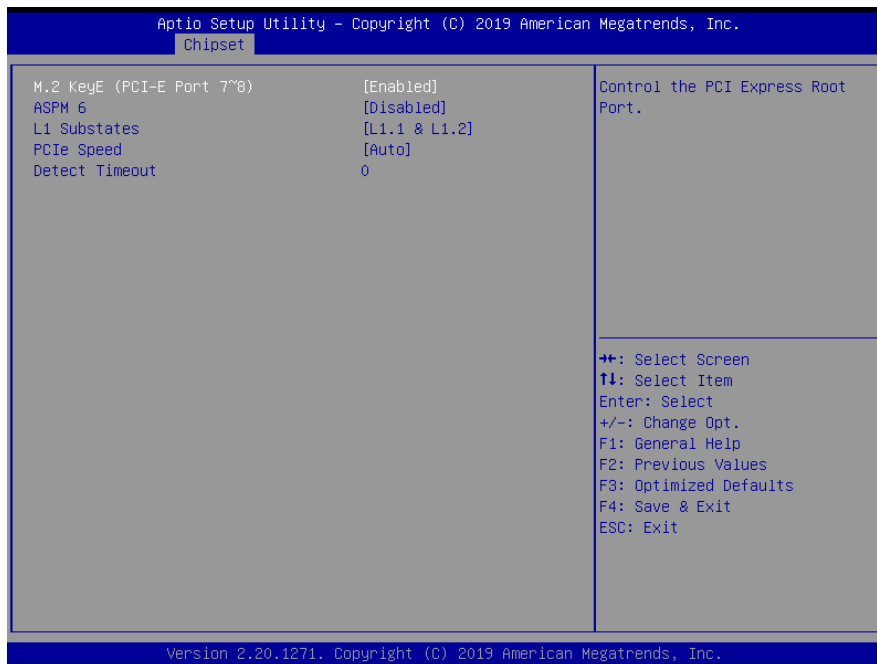 Aptio Setup Utility – Copyright (C) 2019 American Megatrends, Inc.
Chipset
M.2 KeyE (PCI-E Port 7~8) [Enabled]
ASPM 6 [Disabled]
L1 Substates [L1.1 & L1.2]
PCIe Speed [Auto]
Detect Timeout 0
Control the PCI Express Root
Port.
→←: Select Screen
↑↓: Select Item
Enter: Select
+/-: Change Opt.
F1: General Help
F2: Previous Values
F3: Optimized Defaults
F4: Save & Exit
ESC: Exit
Version 2.20.1271. Copyright (C) 2019 American Megatrends, Inc.